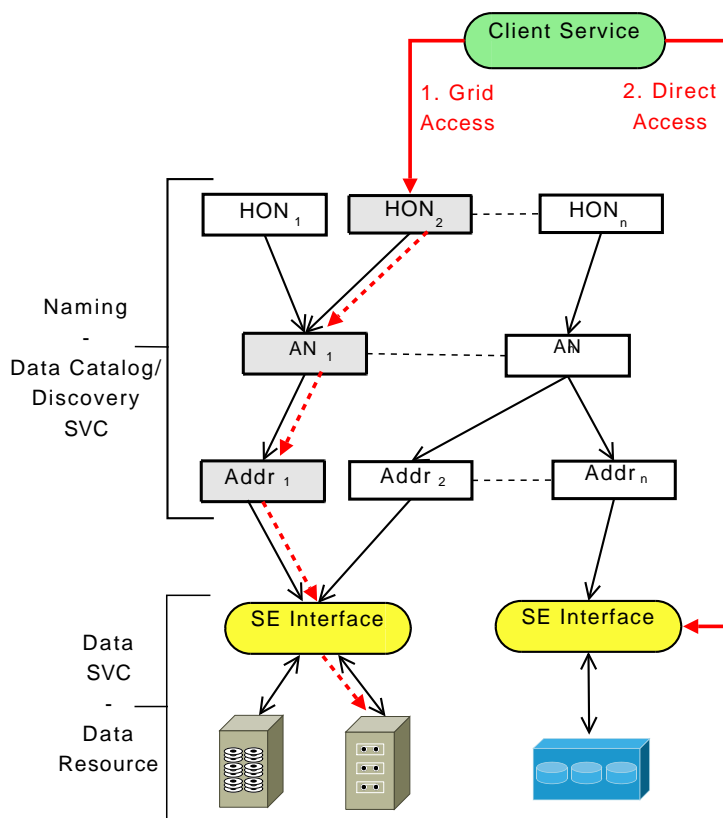 Client Service
1. Grid
Access
2. Direct
Access
HON 1
HON 2
HON n
Naming
-
Data Catalog/
Discovery
SVC
AN 1
AN n
Addr 1
Addr 2
Addr n
SE Interface
SE Interface
Data
SVC
-
Data
Resource